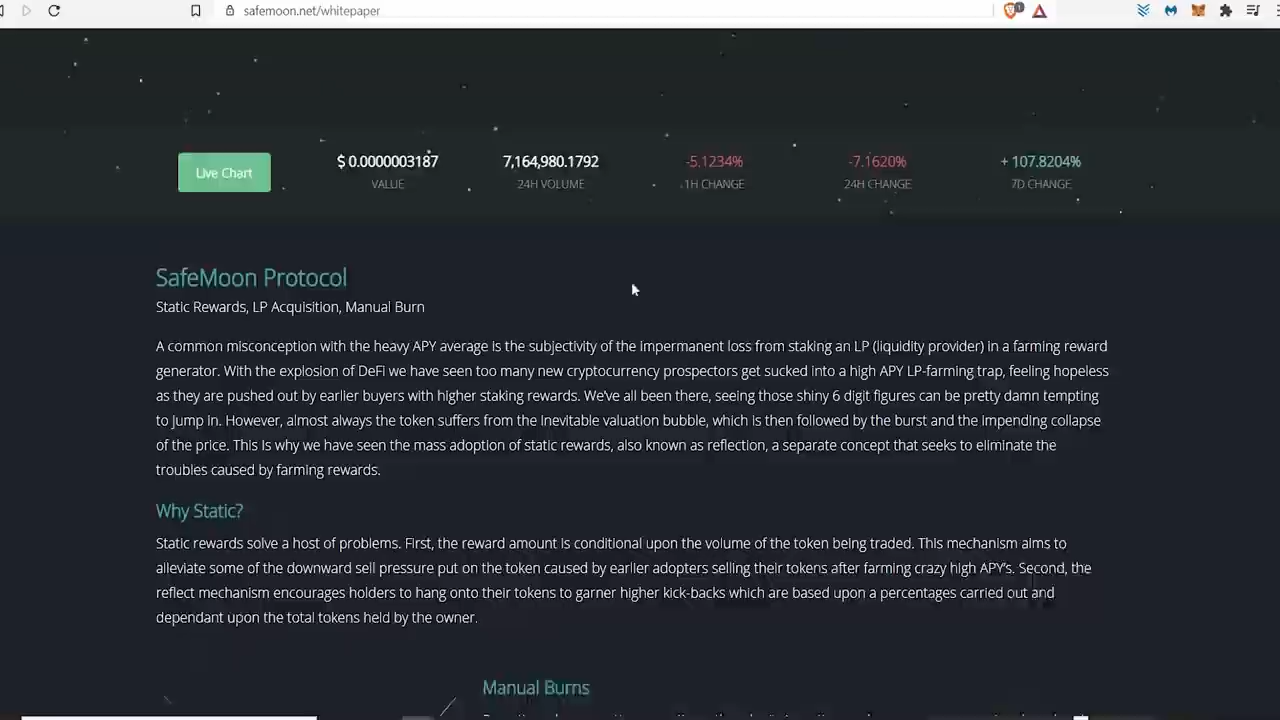 safemoon.net/whitepaper
1
Live Chart
$ 0.0000003187
7,164,980.1792
-5.1234%
-7.1620%
+ 107.8204%
VALUE
24H VOLUME
1H CHANGE
24H CHANGE
7D CHANGE
SafeMoon Protocol
Static Rewards, LP Acquisition, Manual Burn
A common misconception with the heavy APY average is the subjectivity of the impermanent loss from staking an LP (liquidity provider) in a farming reward
generator. With the explosion of DeFi we have seen too many new cryptocurrency prospectors get sucked into a high APY LP-farming trap, feeling hopeless
as they are pushed out by earlier buyers with higher staking rewards. We've all been there, seeing those shiny 6 digit figures can be pretty damn tempting
to jump in. However, almost always the token suffers from the inevitable valuation bubble, which is then followed by the burst and the impending collapse
of the price. This is why we have seen the mass adoption of static rewards, also known as reflection, a separate concept that seeks to eliminate the
troubles caused by farming rewards.
Why Static?
Static rewards solve a host of problems. First, the reward amount is conditional upon the volume of the token being traded. This mechanism aims to
alleviate some of the downward sell pressure put on the token caused by earlier adopters selling their tokens after farming crazy high APY's. Second, the
reflect mechanism encourages holders to hang onto their tokens to garner higher kick-backs which are based upon a percentages carried out and
dependant upon the total tokens held by the owner.
Manual Burns